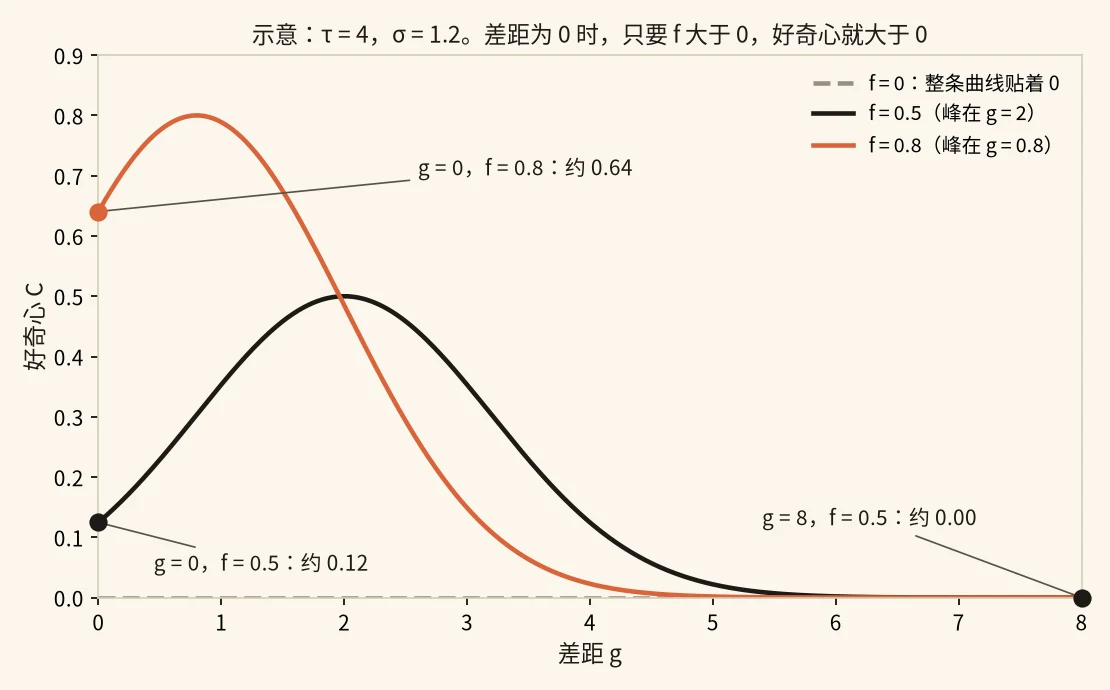 示意：τ = 4，σ = 1.2。差距为 0 时，只要 f 大于 0，好奇心就大于 0
f = 0：整条曲线贴着 0
f = 0.5（峰在 g = 2）
f = 0.8（峰在 g = 0.8）
g = 0，f = 0.8：约 0.64
g = 8，f = 0.5：约 0.00
g = 0，f = 0.5：约 0.12
好奇心 C
0.9
0.8
0.7
0.6
0.5
0.4
0.3
0.2
0.1
0.0
0 1 2 3 4 5 6 7 8
差距 g